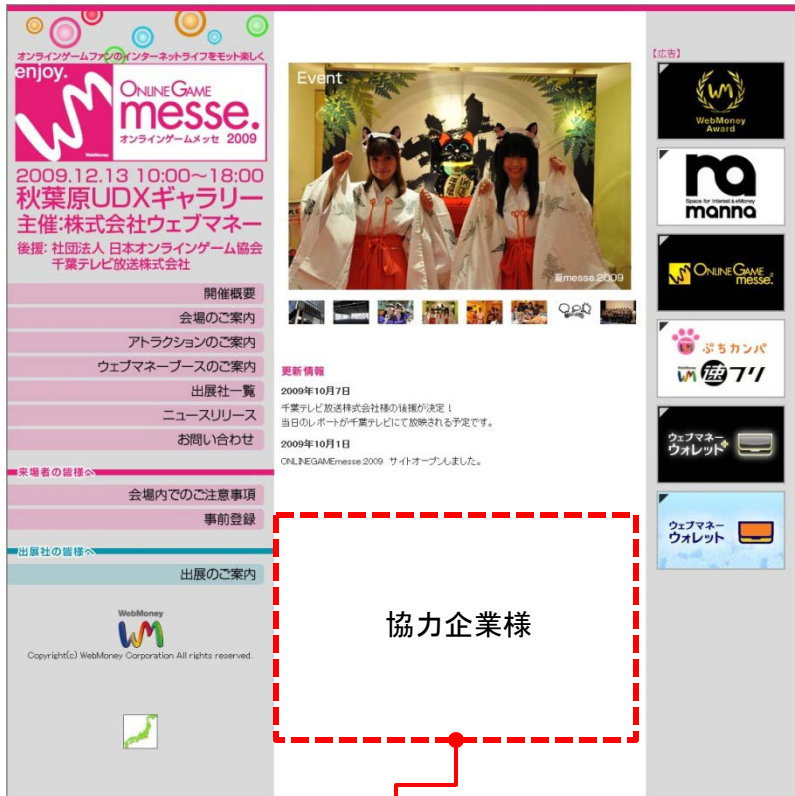 オンラインゲームファンのインターネットライフをモット楽しく
enjoy.
WM
ONLINE GAME
messe.
オンラインゲームメッセ 2009
WebMoney
2009.12.13 10:00～18:00
秋葉原UDXギャラリー
主催:株式会社ウェブマネー
後援: 社団法人 日本オンラインゲーム協会
千葉テレビ放送株式会社
開催概要
会場のご案内
アトラクションのご案内
ウェブマネーブースのご案内
出展社一覧
ニュースリリース
お問い合わせ
来場者の皆様へ
会場内でのご注意事項
事前登録
出展社の皆様へ
出展のご案内
WebMoney
WM
Copyright(c) WebMoney Corporation All rights reserved.
Event
夏messe.2009
更新情報
2009年10月7日
千葉テレビ放送株式会社様の後援が決定！
当日のレポートが千葉テレビにて放映される予定です。
2009年10月1日
ONLINEGAMEmesse.2009 サイトオープンしました。
協力企業様
【広告】
WM
WebMoney
Award
ma
Space for Interest & eMoney
manna
WM ONLINE GAME
messe.
ぷちカンパ
WM 速フリ
ウェブマネー
ウォレット+
ウェブマネー
ウォレット